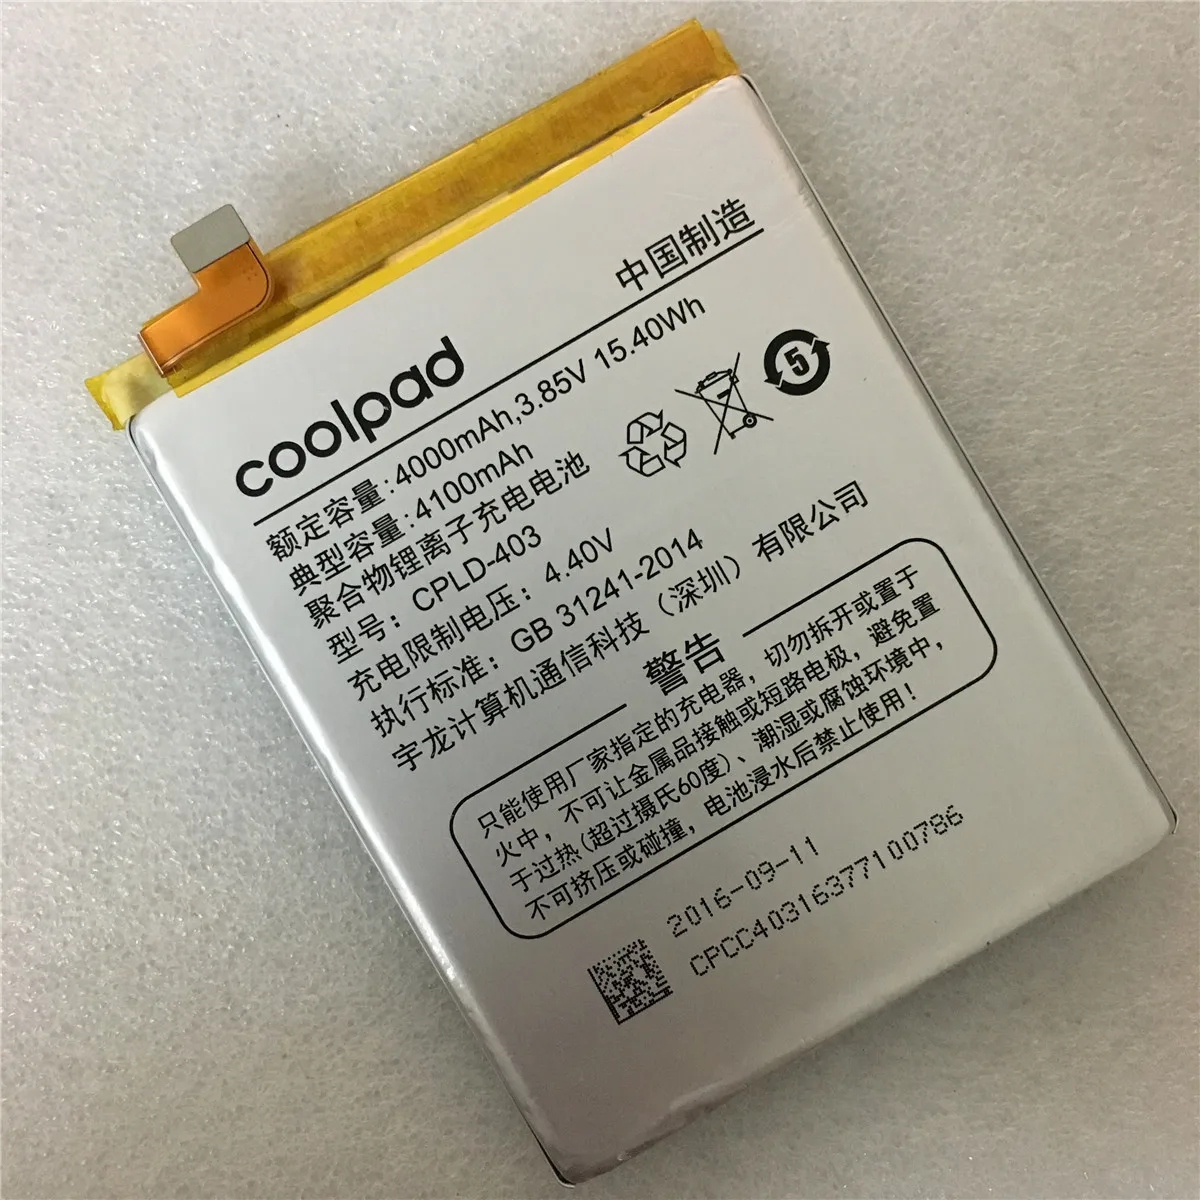 中国制造
coolpad
额定容量:4000mAh,3.85V 15.40Wh
典型容量:4100mAh
聚合物锂离子充电电池
型号：CPLD-403
充电限制电压：4.40V
执行标准：GB 31241-2014
宇龙计算机通信科技（深圳）有限公司
5
警告
只能使用厂家指定的充电器，切勿拆开或置于
火中，不可让金属品接触或短路电极，避免置
于过热(超过摄氏60度)、潮湿或腐蚀环境中，
不可挤压或碰撞，电池浸水后禁止使用！
2016-09-11
CPCC40316377100786